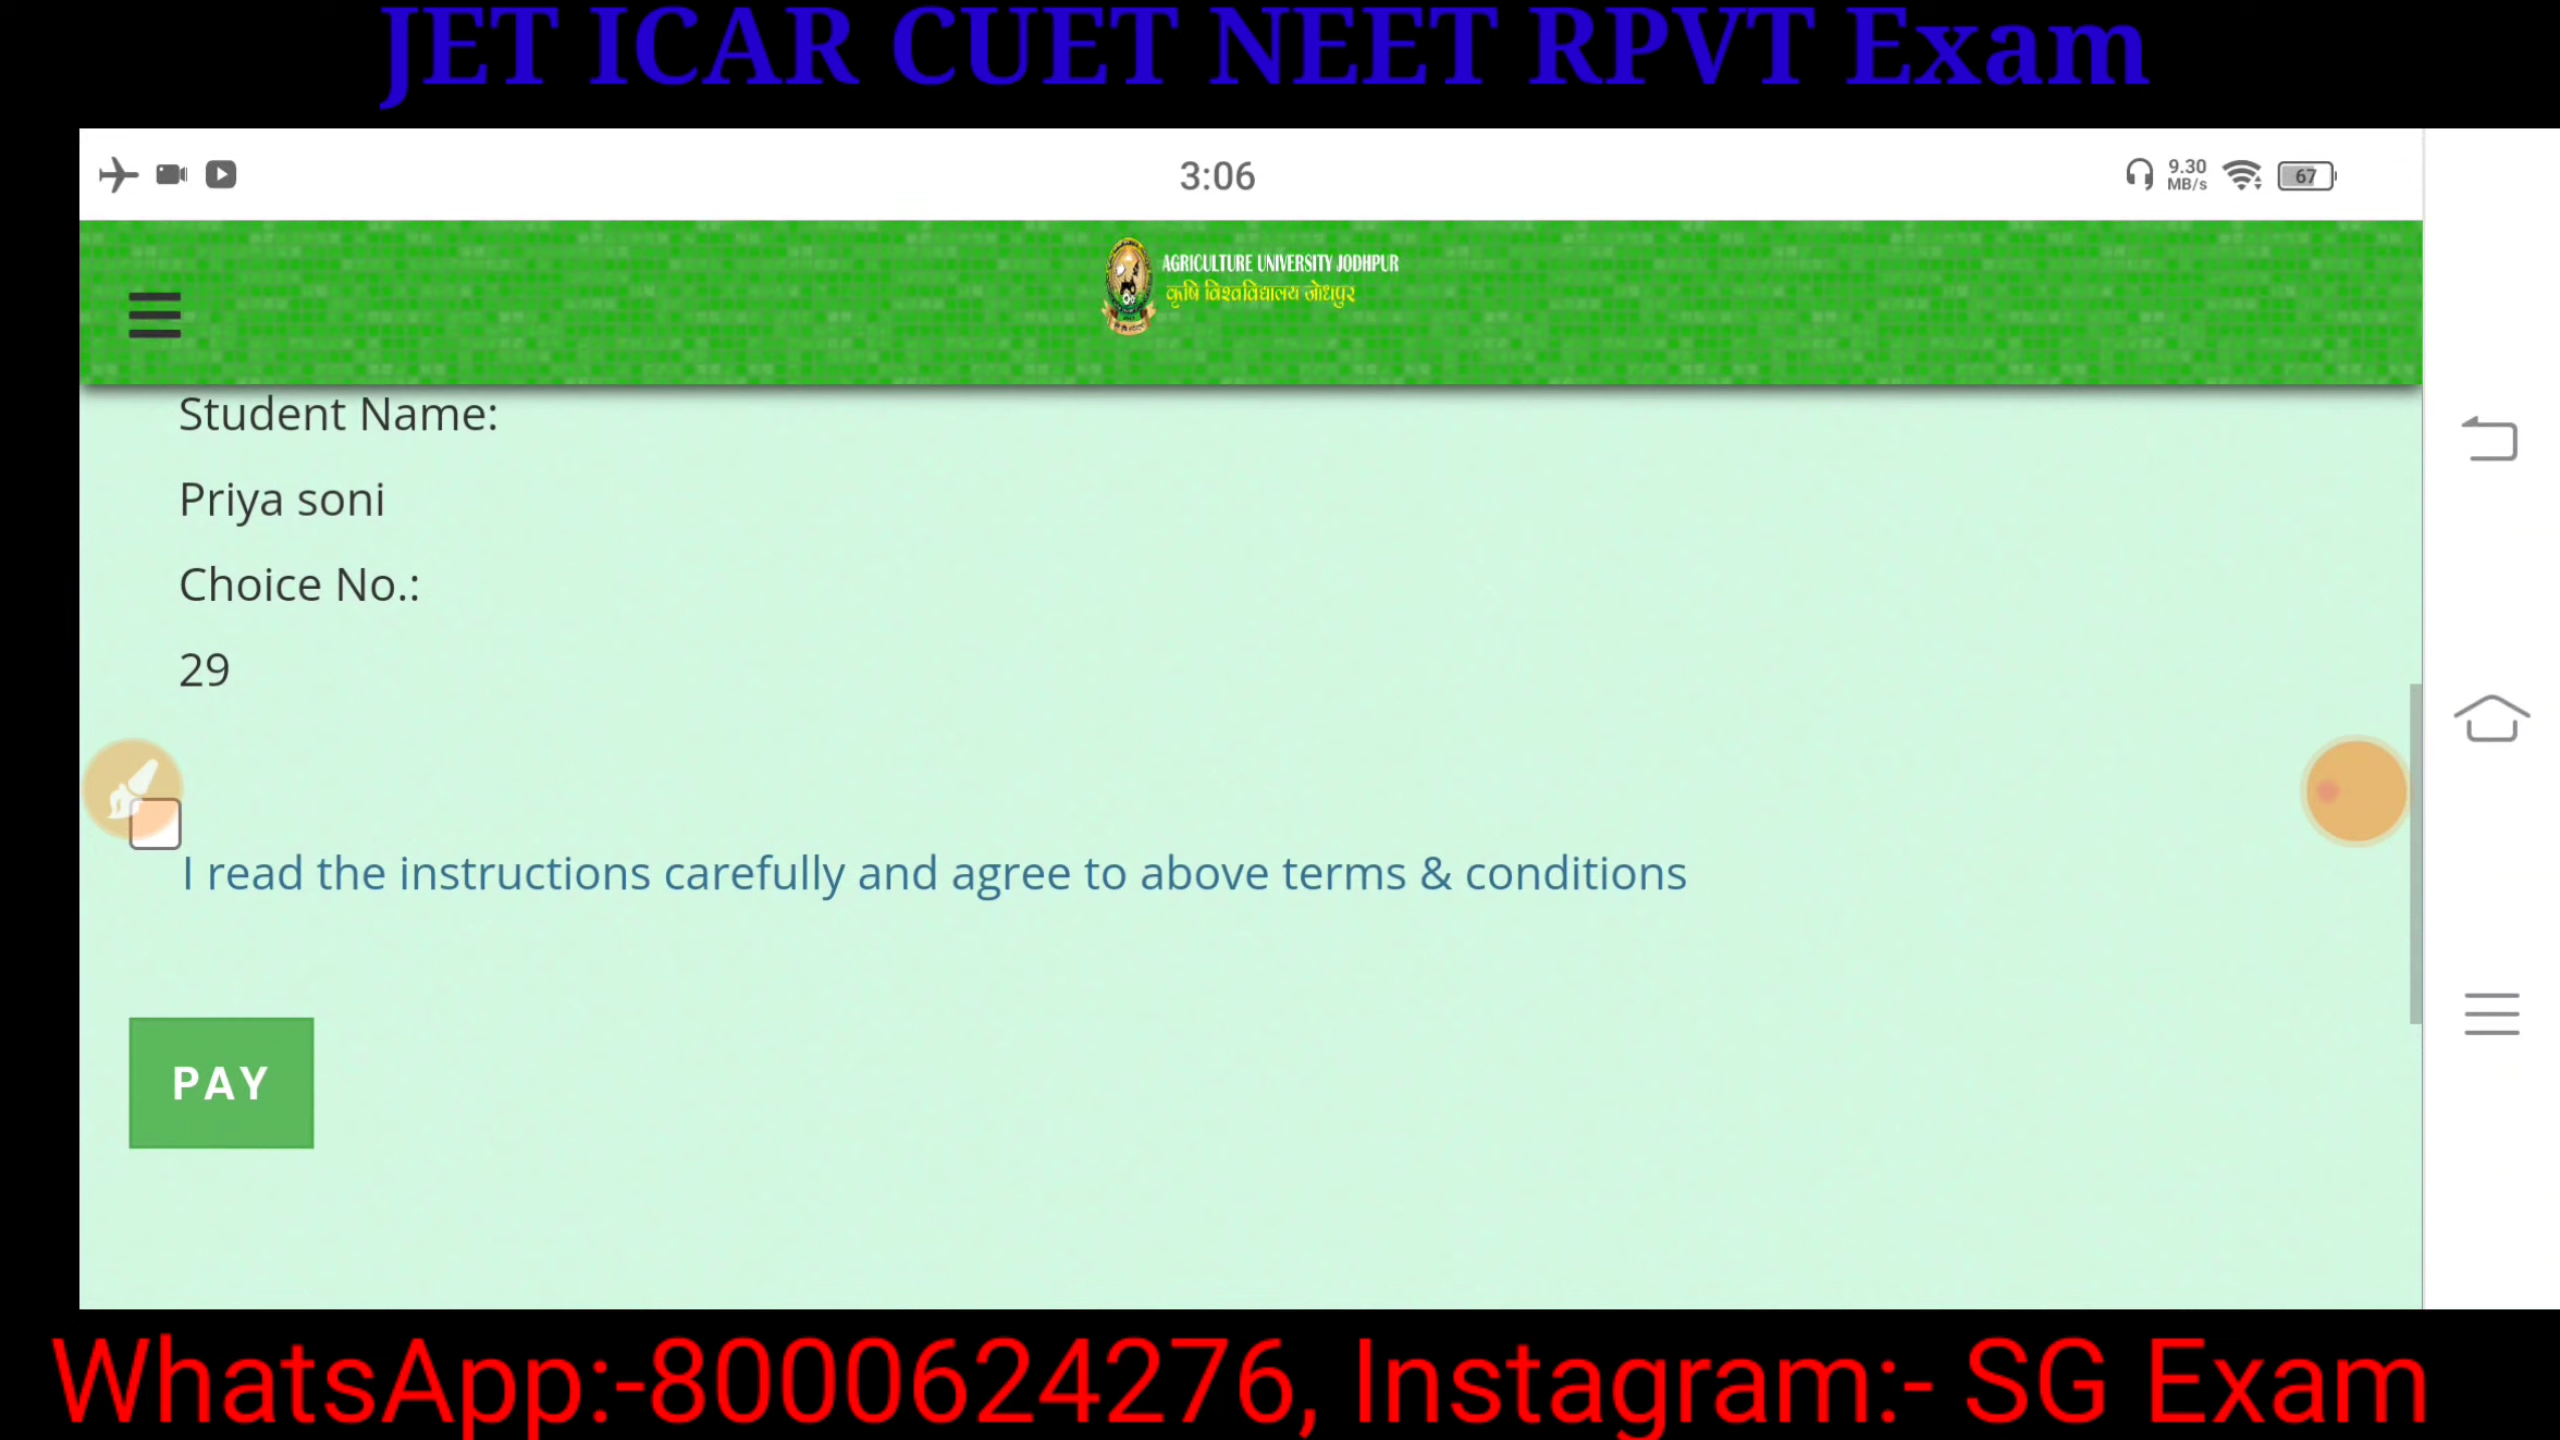 JET ICAR CUET NEET RPVT Exam
3:06
9.30
MB/s
67
AGRICULTURE UNIVERSITY JODHPUR
कृषि विश्वविद्यालय जोधपुर
Student Name:
Priya soni
Choice No.:
29
I read the instructions carefully and agree to above terms & conditions
PAY
WhatsApp:-8000624276, Instagram:- SG Exam